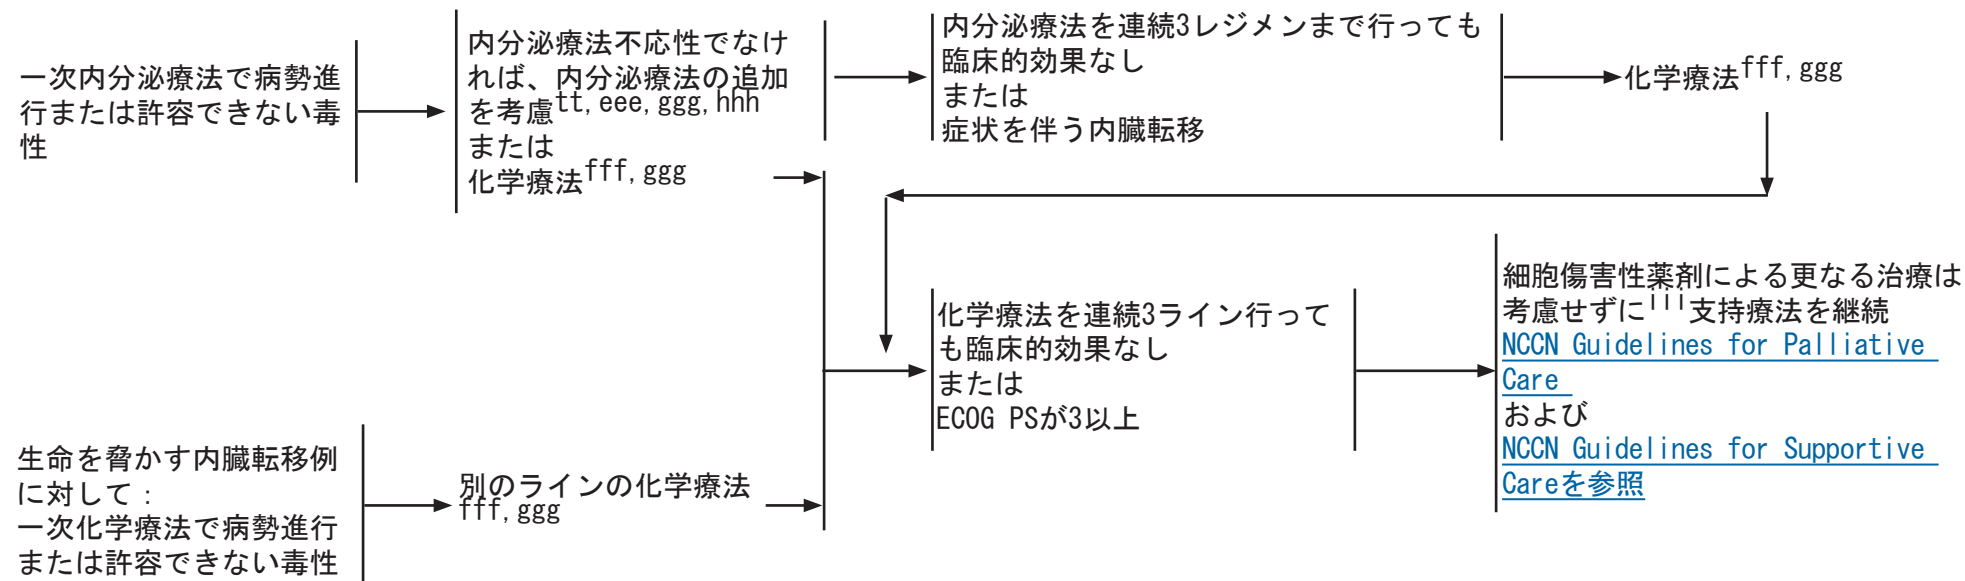 一次内分泌療法で病勢進
行または許容できない毒
性
内分泌療法不応性でなけ
れば、内分泌療法の追加
を考慮tt, eee, ggg, hhh
または
化学療法fff, ggg
内分泌療法を連続3レジメンまで行っても
臨床的効果なし
または
症状を伴う内臓転移
化学療法fff, ggg
生命を脅かす内臓転移例
に対して：
一次化学療法で病勢進行
または許容できない毒性
別のラインの化学療法
fff, ggg
化学療法を連続3ライン行って
も臨床的効果なし
または
ECOG PSが3以上
細胞傷害性薬剤による更なる治療は
考慮せずにiii支持療法を継続
NCCN Guidelines for Palliative
Care
および
NCCN Guidelines for Supportive
Careを参照